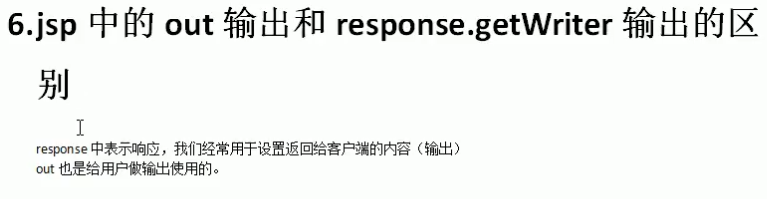 6.jsp 中的 out 输出和 response.getWriter 输出的区
别
response 中表示响应，我们经常用于设置返回给客户端的内容（输出）
out 也是给用户做输出使用的。